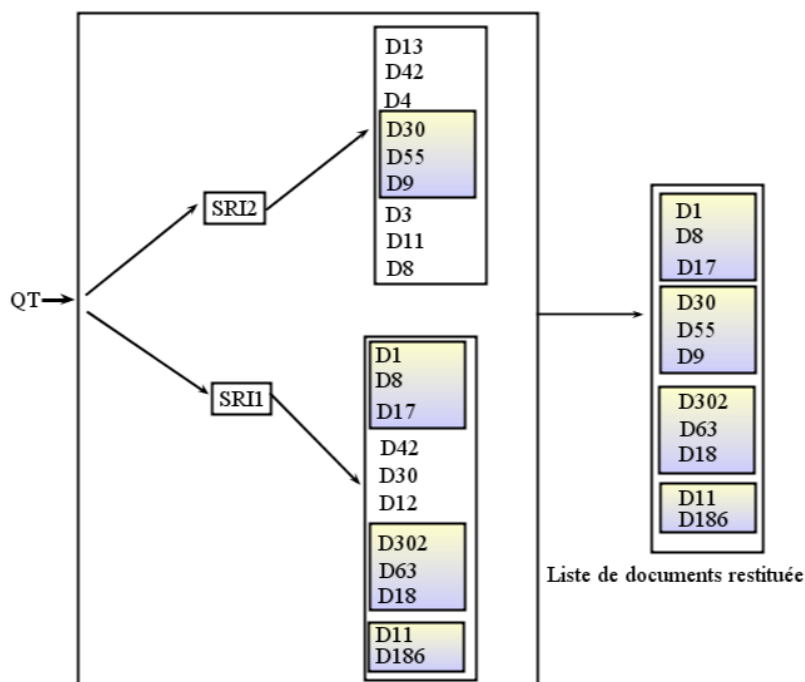 D13
D42
D4
D30
D55
D9
D3
D11
D8
SRI2
QT
SRI1
D1
D8
D17
D42
D30
D12
D302
D63
D18
D11
D186
D1
D8
D17
D30
D55
D9
D302
D63
D18
D11
D186
Liste de documents restituée